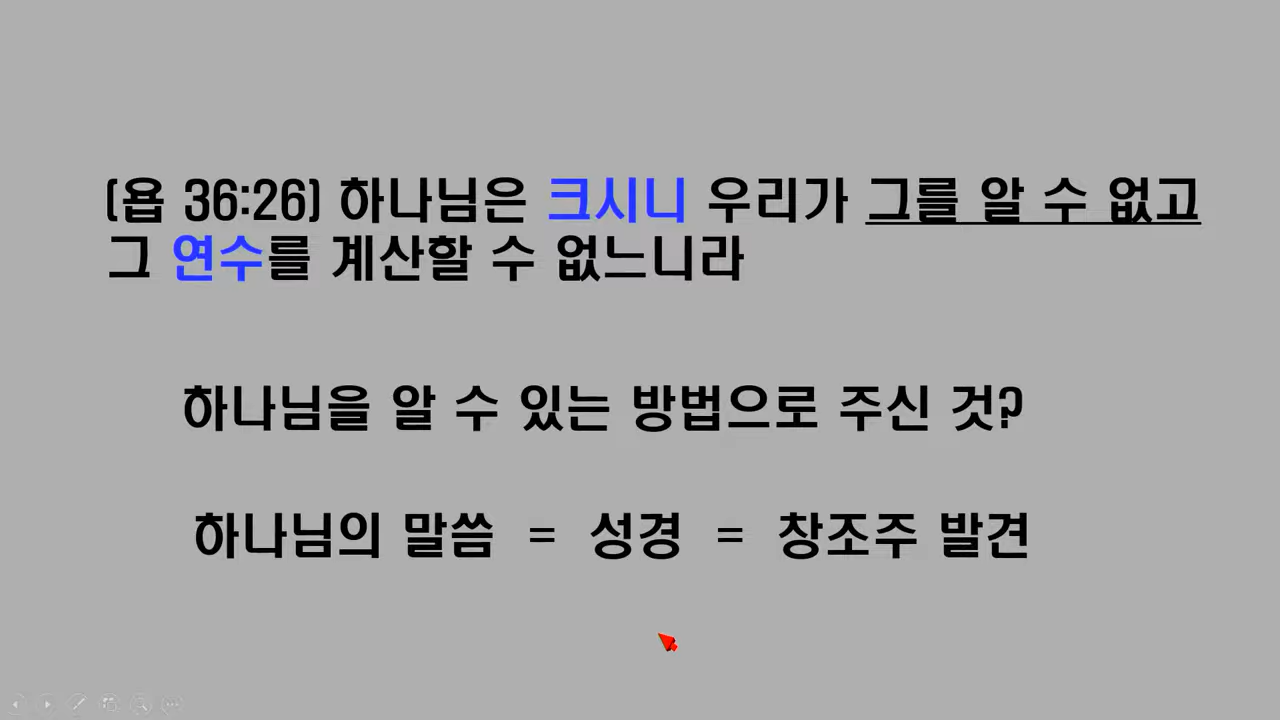 (욥 36:26) 하나님은 크시니 우리가 그를 알 수 없고
그 연수를 계산할 수 없느니라
하나님을 알 수 있는 방법으로 주신 것?
하나님의 말씀 = 성경 = 창조주 발견